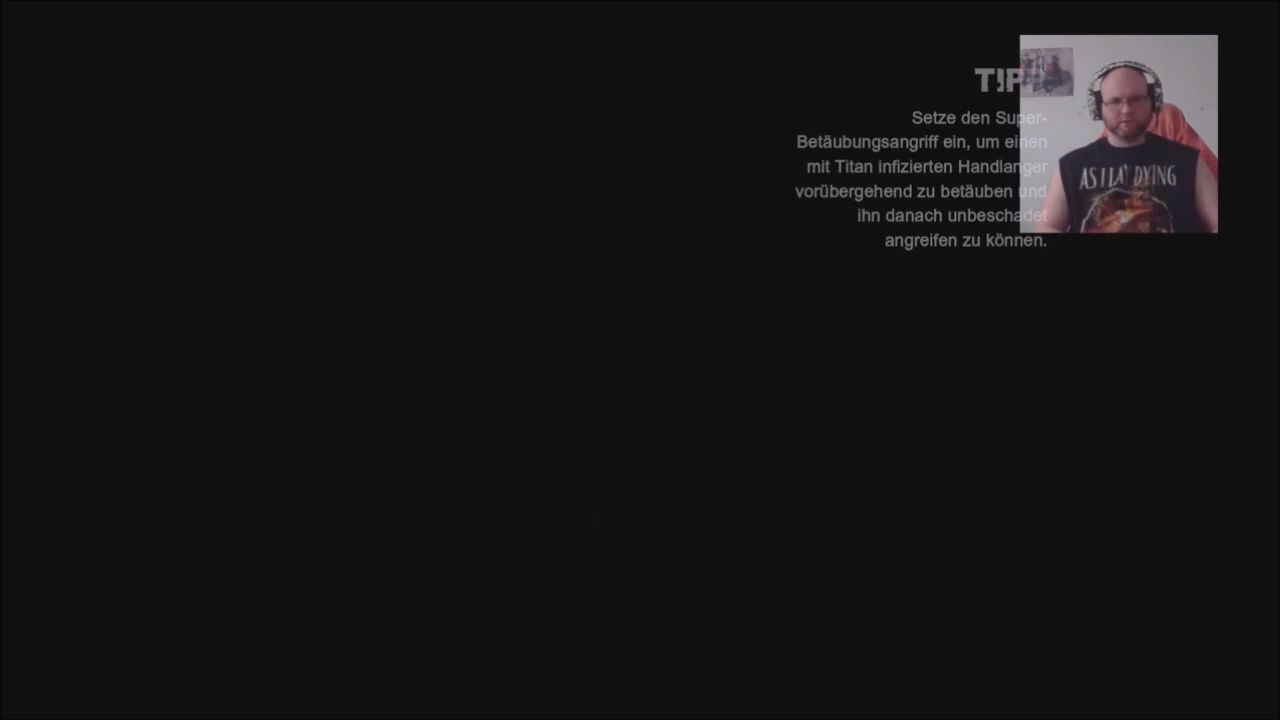 TIPP
Setze den Super-
Betäubungsangriff ein, um einen
mit Titan infizierten Handlanger
vorübergehend zu betäuben und
ihn danach unbeschadet
angreifen zu können.
AS I LAY DYING